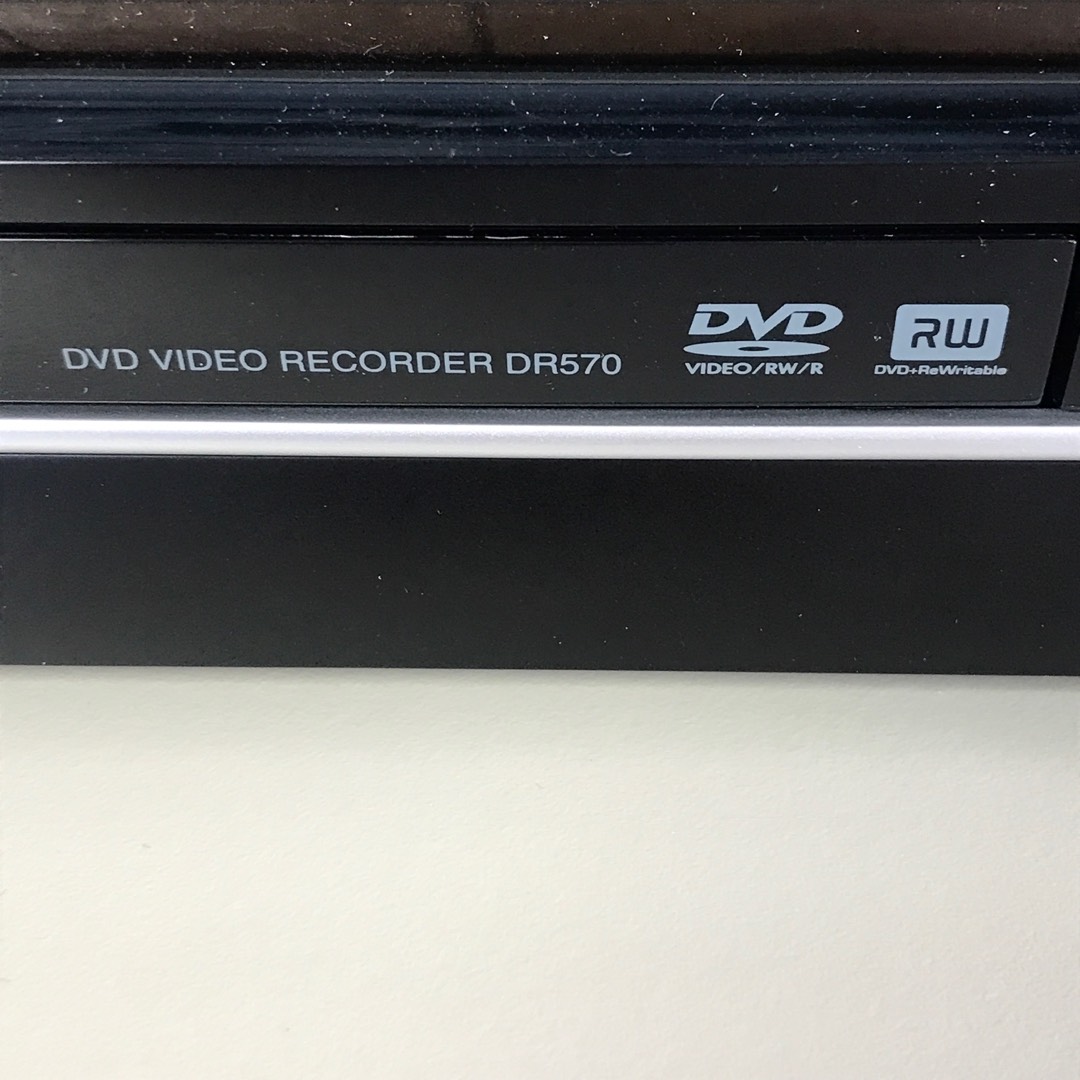 DVD VIDEO RECORDER DR570
DVD
VIDEO/RW/R
RW
DVD+ReWritable